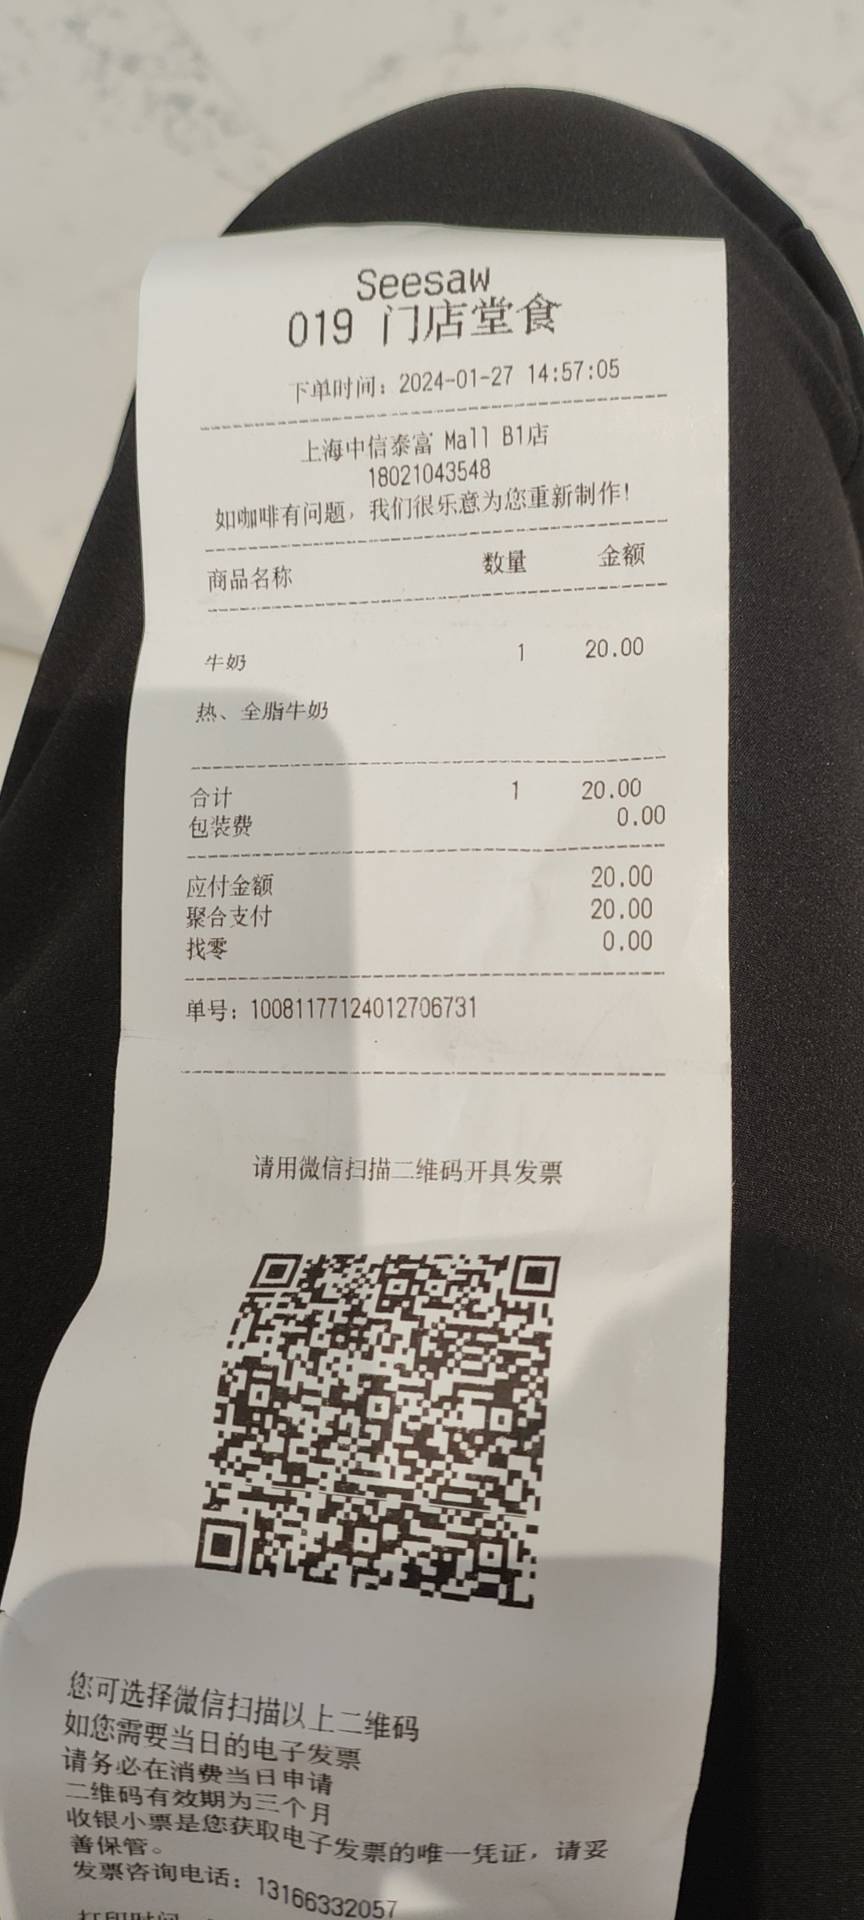 Seesaw
019 门店堂食
下单时间：2024-01-27 14:57:05
上海中信泰富 Mall B1店
18021043548
如咖啡有问题，我们很乐意为您重新制作！
商品名称 数量 金额
牛奶 1 20.00
热、全脂牛奶
合计 1 20.00
包装费 0.00
应付金额 20.00
聚合支付 20.00
找零 0.00
单号：10081177124012706731
请用微信扫描二维码开具发票
您可选择微信扫描以上二维码
如您需要当日的电子发票
请务必在消费当日申请
二维码有效期为三个月
收银小票是您获取电子发票的唯一凭证，请妥
善保管。
发票咨询电话：13166332057
打印时间：